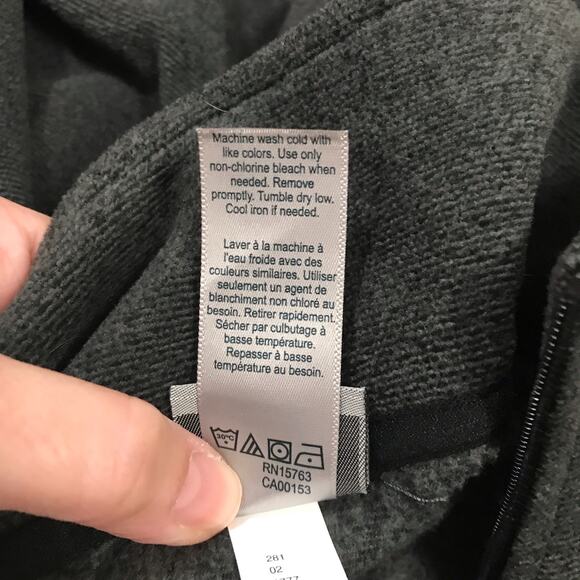 Machine wash cold with
like colors. Use only
non-chlorine bleach when
needed. Remove
promptly. Tumble dry low.
Cool iron if needed.
Laver à la machine à
l'eau froide avec des
couleurs similaires. Utiliser
seulement un agent de
blanchiment non chloré au
besoin. Retirer rapidement.
Sécher par culbutage à
basse température.
Repasser à basse
température au besoin.
30°C
RN15763
CA00153
281
02